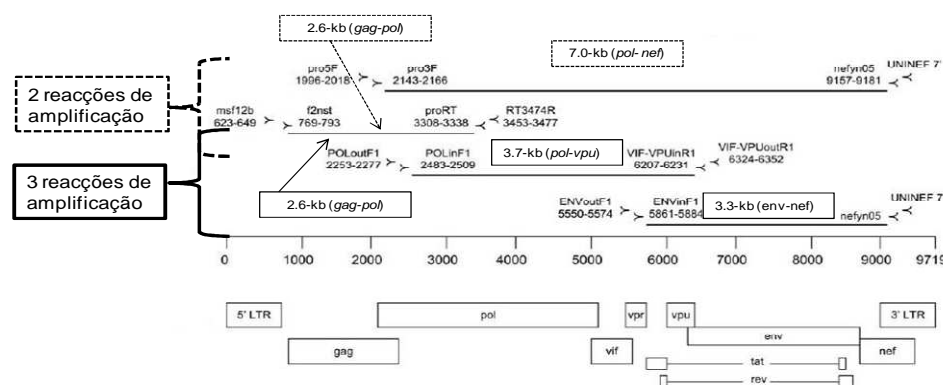 2.6-kb (gag-pol)
7.0-kb (pol- nef)
pro5F
1996-2018
pro3F
2143-2166
nefyn05
9157-9181
UNINEF 7'
2 reacções de
amplificação
msf12b
623-649
f2nst
769-793
proRT
3308-3338
RT3474R
3453-3477
POLoutF1
2253-2277
POLinF1
2483-2509
3.7-kb (pol-vpu)
VIF-VPUinR1
6207-6231
VIF-VPUoutR1
6324-6352
3 reacções de
amplificação
2.6-kb (gag-pol)
ENVoutF1
5550-5574
ENVinF1
5861-5884
3.3-kb (env-nef)
nefyn05
UNINEF 7'
0 1000 2000 3000 4000 5000 6000 7000 8000 9000 9719
5' LTR
pol
vpr
vpu
3' LTR
gag
vif
env
nef
tat
rev